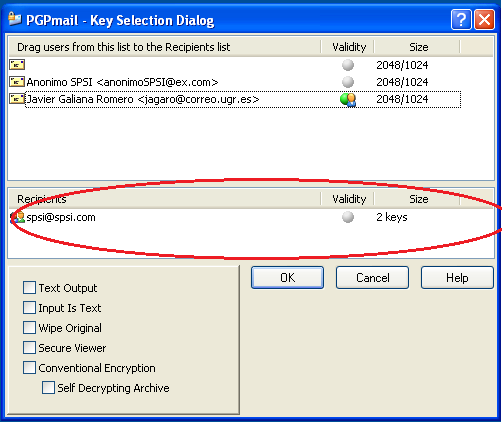 PGPmail - Key Selection Dialog
Drag users from this list to the Recipients list Validity Size
2048/1024
Anonimo SPSI <anonimoSPSI@ex.com> 2048/1024
Javier Galiana Romero <jagaro@correo.ugr.es> 2048/1024
Recipients Validity Size
spsi@spsi.com 2 keys
OK Cancel Help
Text Output
Input Is Text
Wipe Original
Secure Viewer
Conventional Encryption
Self Decrypting Archive